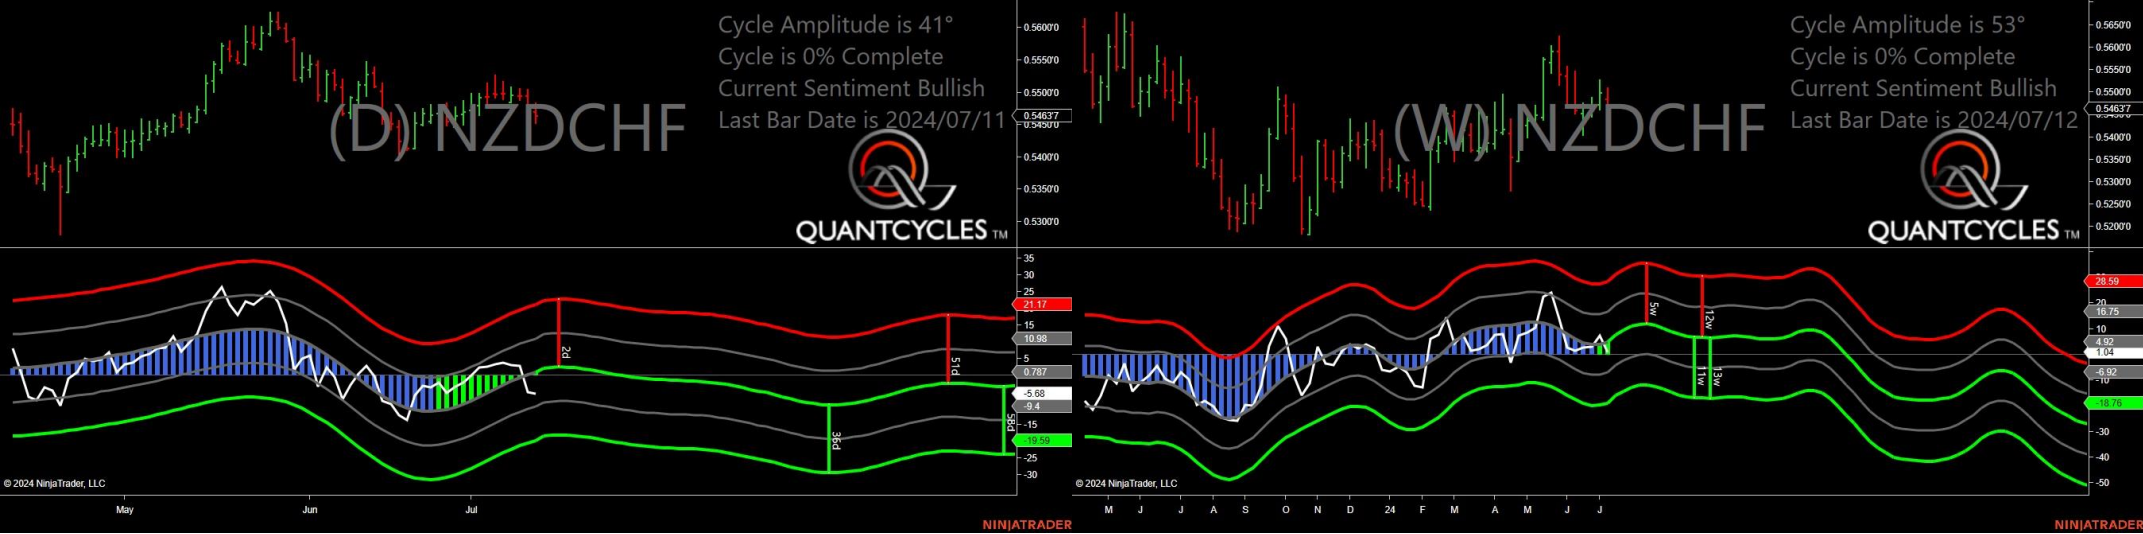 Cycle Amplitude is 41°
Cycle is 0% Complete
Current Sentiment Bullish
Last Bar Date is 2024/07/11
(D) NZDCHF
QUANTCYCLES TM
0.5600'0
0.5550'0
0.5500'0
0.5463'7
0.5450'0
0.5400'0
0.5350'0
0.5300'0
35
30
25
21.17
15
10.98
5
0.787
-5.68
-9.4
-15
-19.59
-25
-30
2d
36d
51d
58d
© 2024 NinjaTrader, LLC
May
Jun
Jul
NINJATRADER
Cycle Amplitude is 53°
Cycle is 0% Complete
Current Sentiment Bullish
Last Bar Date is 2024/07/12
(W) NZDCHF
QUANTCYCLES TM
0.5650'0
0.5600'0
0.5550'0
0.5500'0
0.5463'7
0.5400'0
0.5350'0
0.5300'0
0.5250'0
0.5200'0
28.59
20
16.75
10
4.92
1.04
-6.92
-10
-18.76
-30
-40
-50
5w
12w
11w
13w
© 2024 NinjaTrader, LLC
M
J
J
A
S
O
N
D
24
F
M
A
M
J
J
NINJATRADER